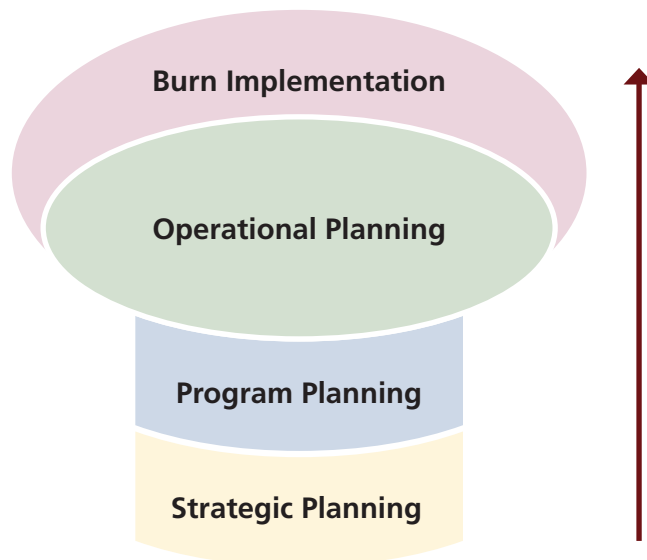 Burn Implementation
Operational Planning
Program Planning
Strategic Planning